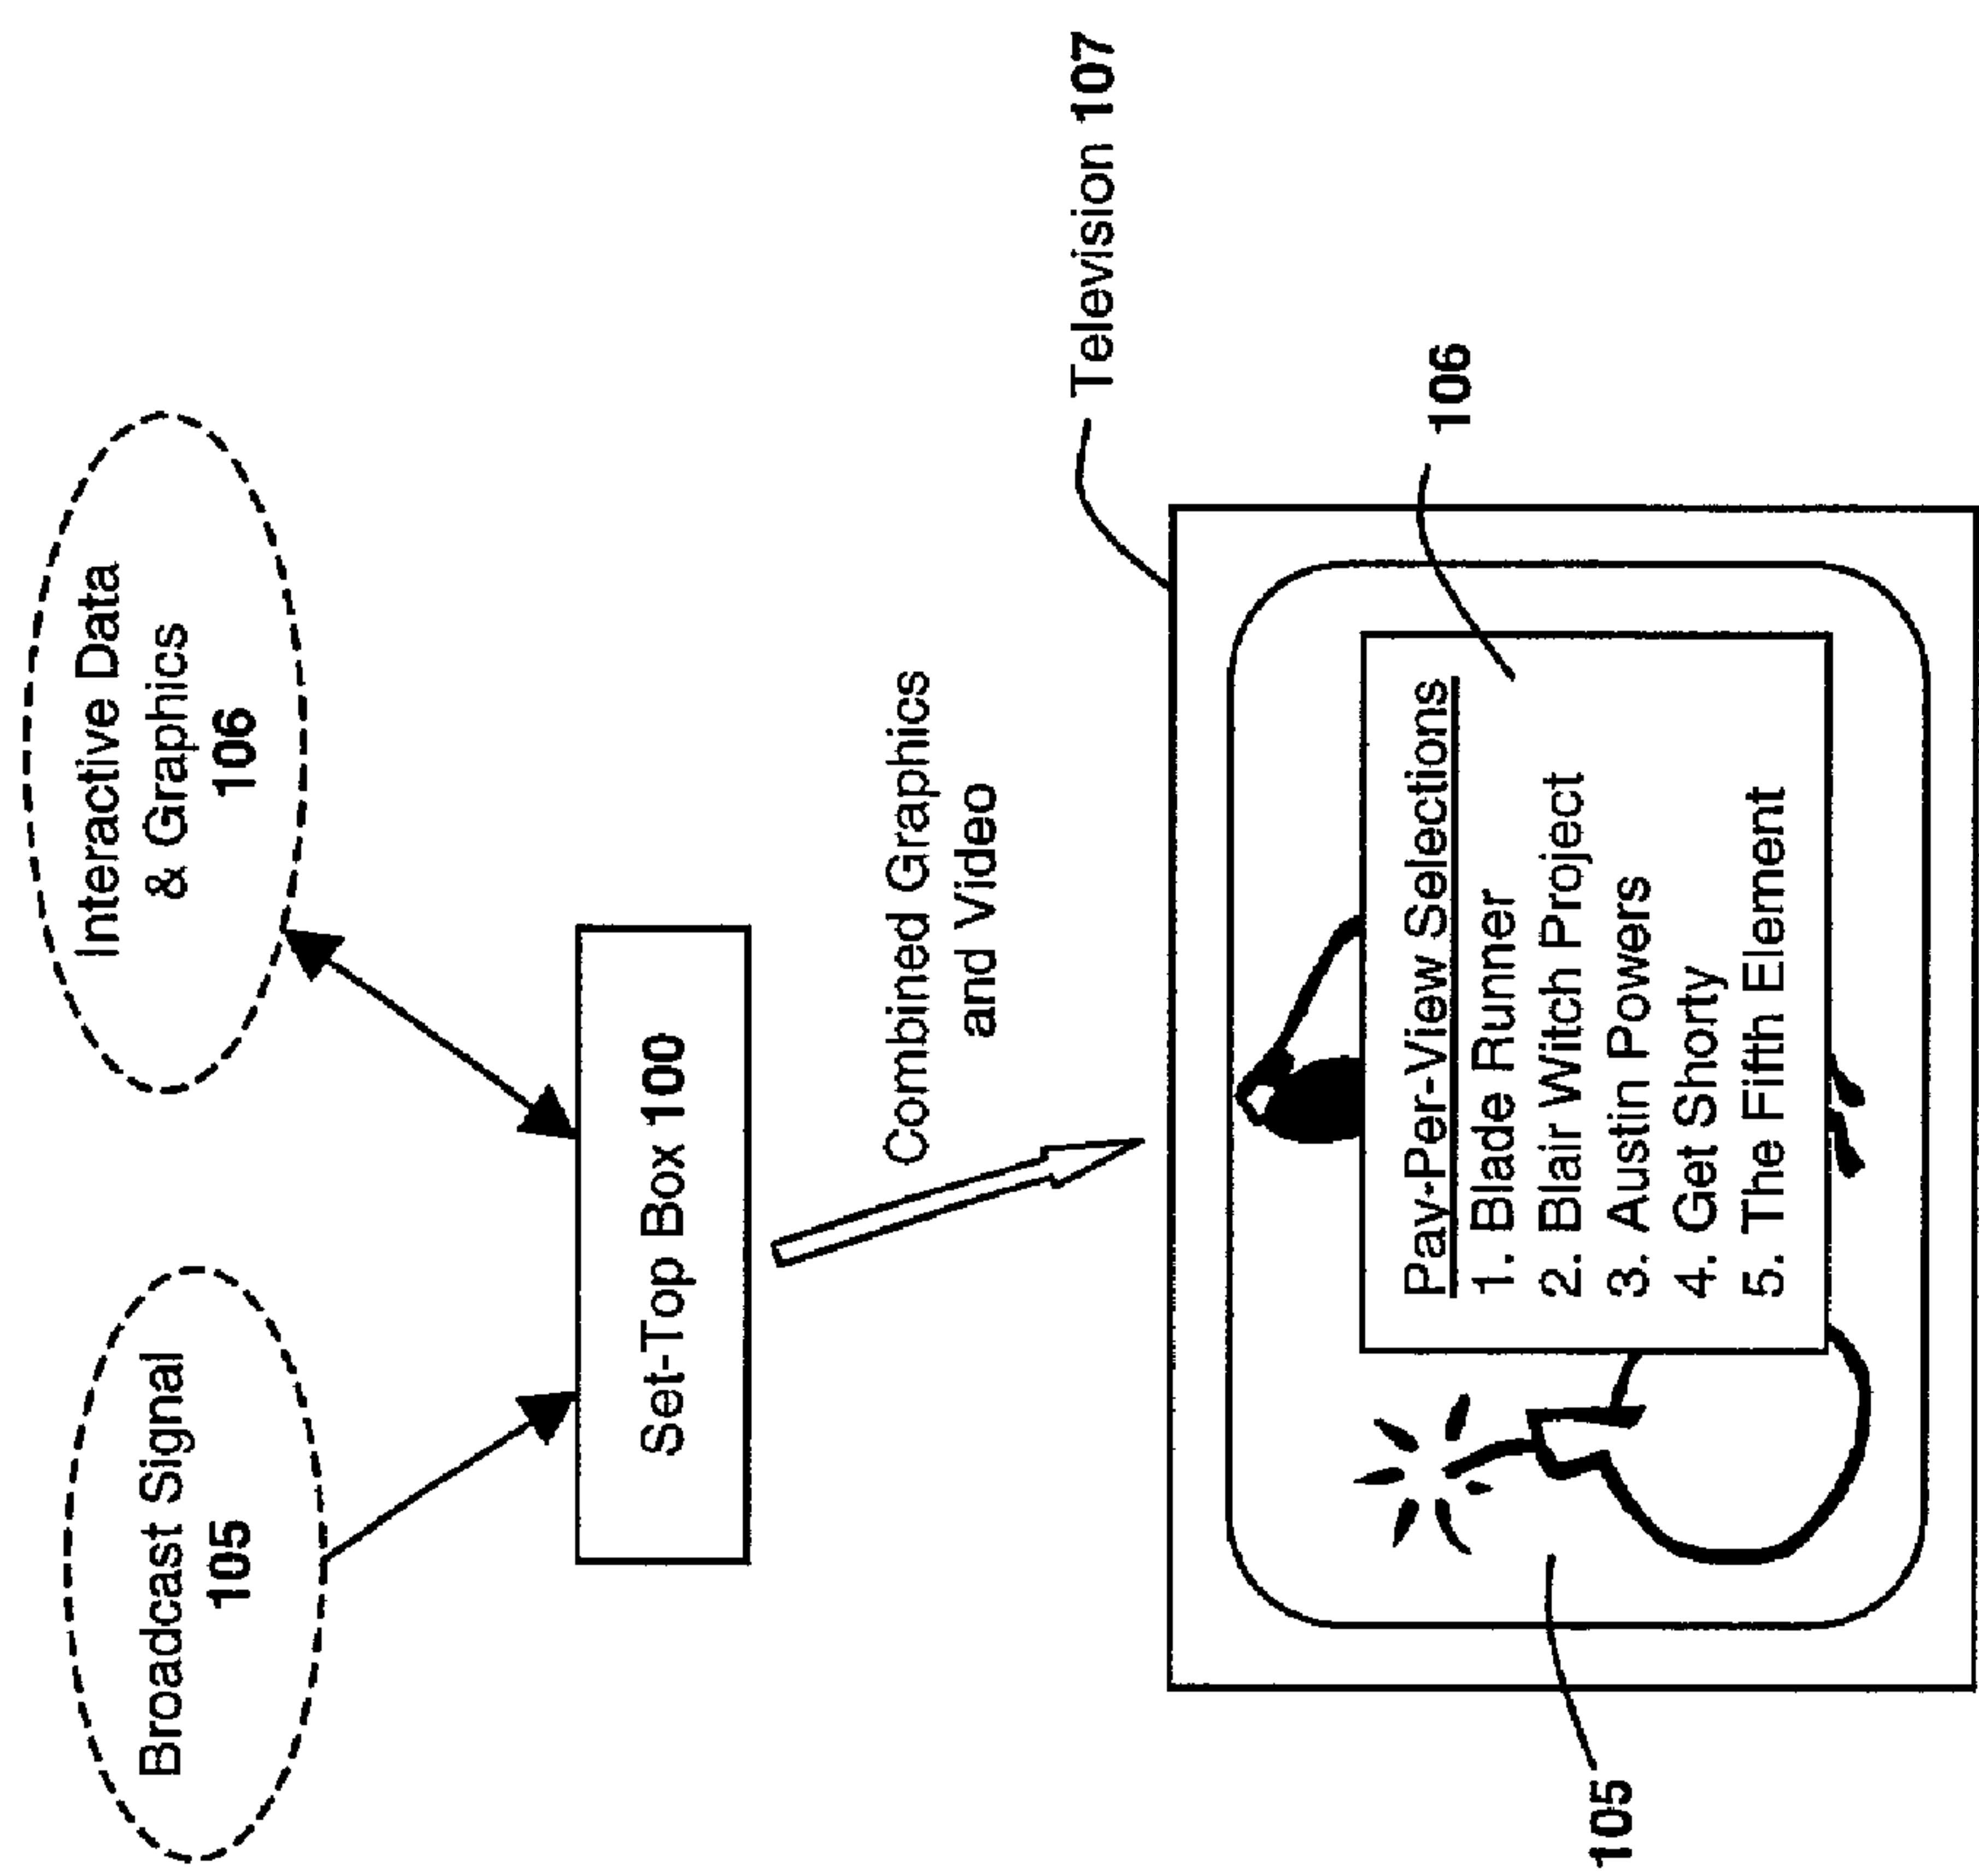 Broadcast Signal
105
Interactive Data
& Graphics
106
Set-Top Box 100
Combined Graphics
and Video
Television 107
106
Pay-Per-View Selections
1. Blade Runner
2. Blair Witch Project
3. Austin Powers
4. Get Shorty
5. The Fifth Element
105